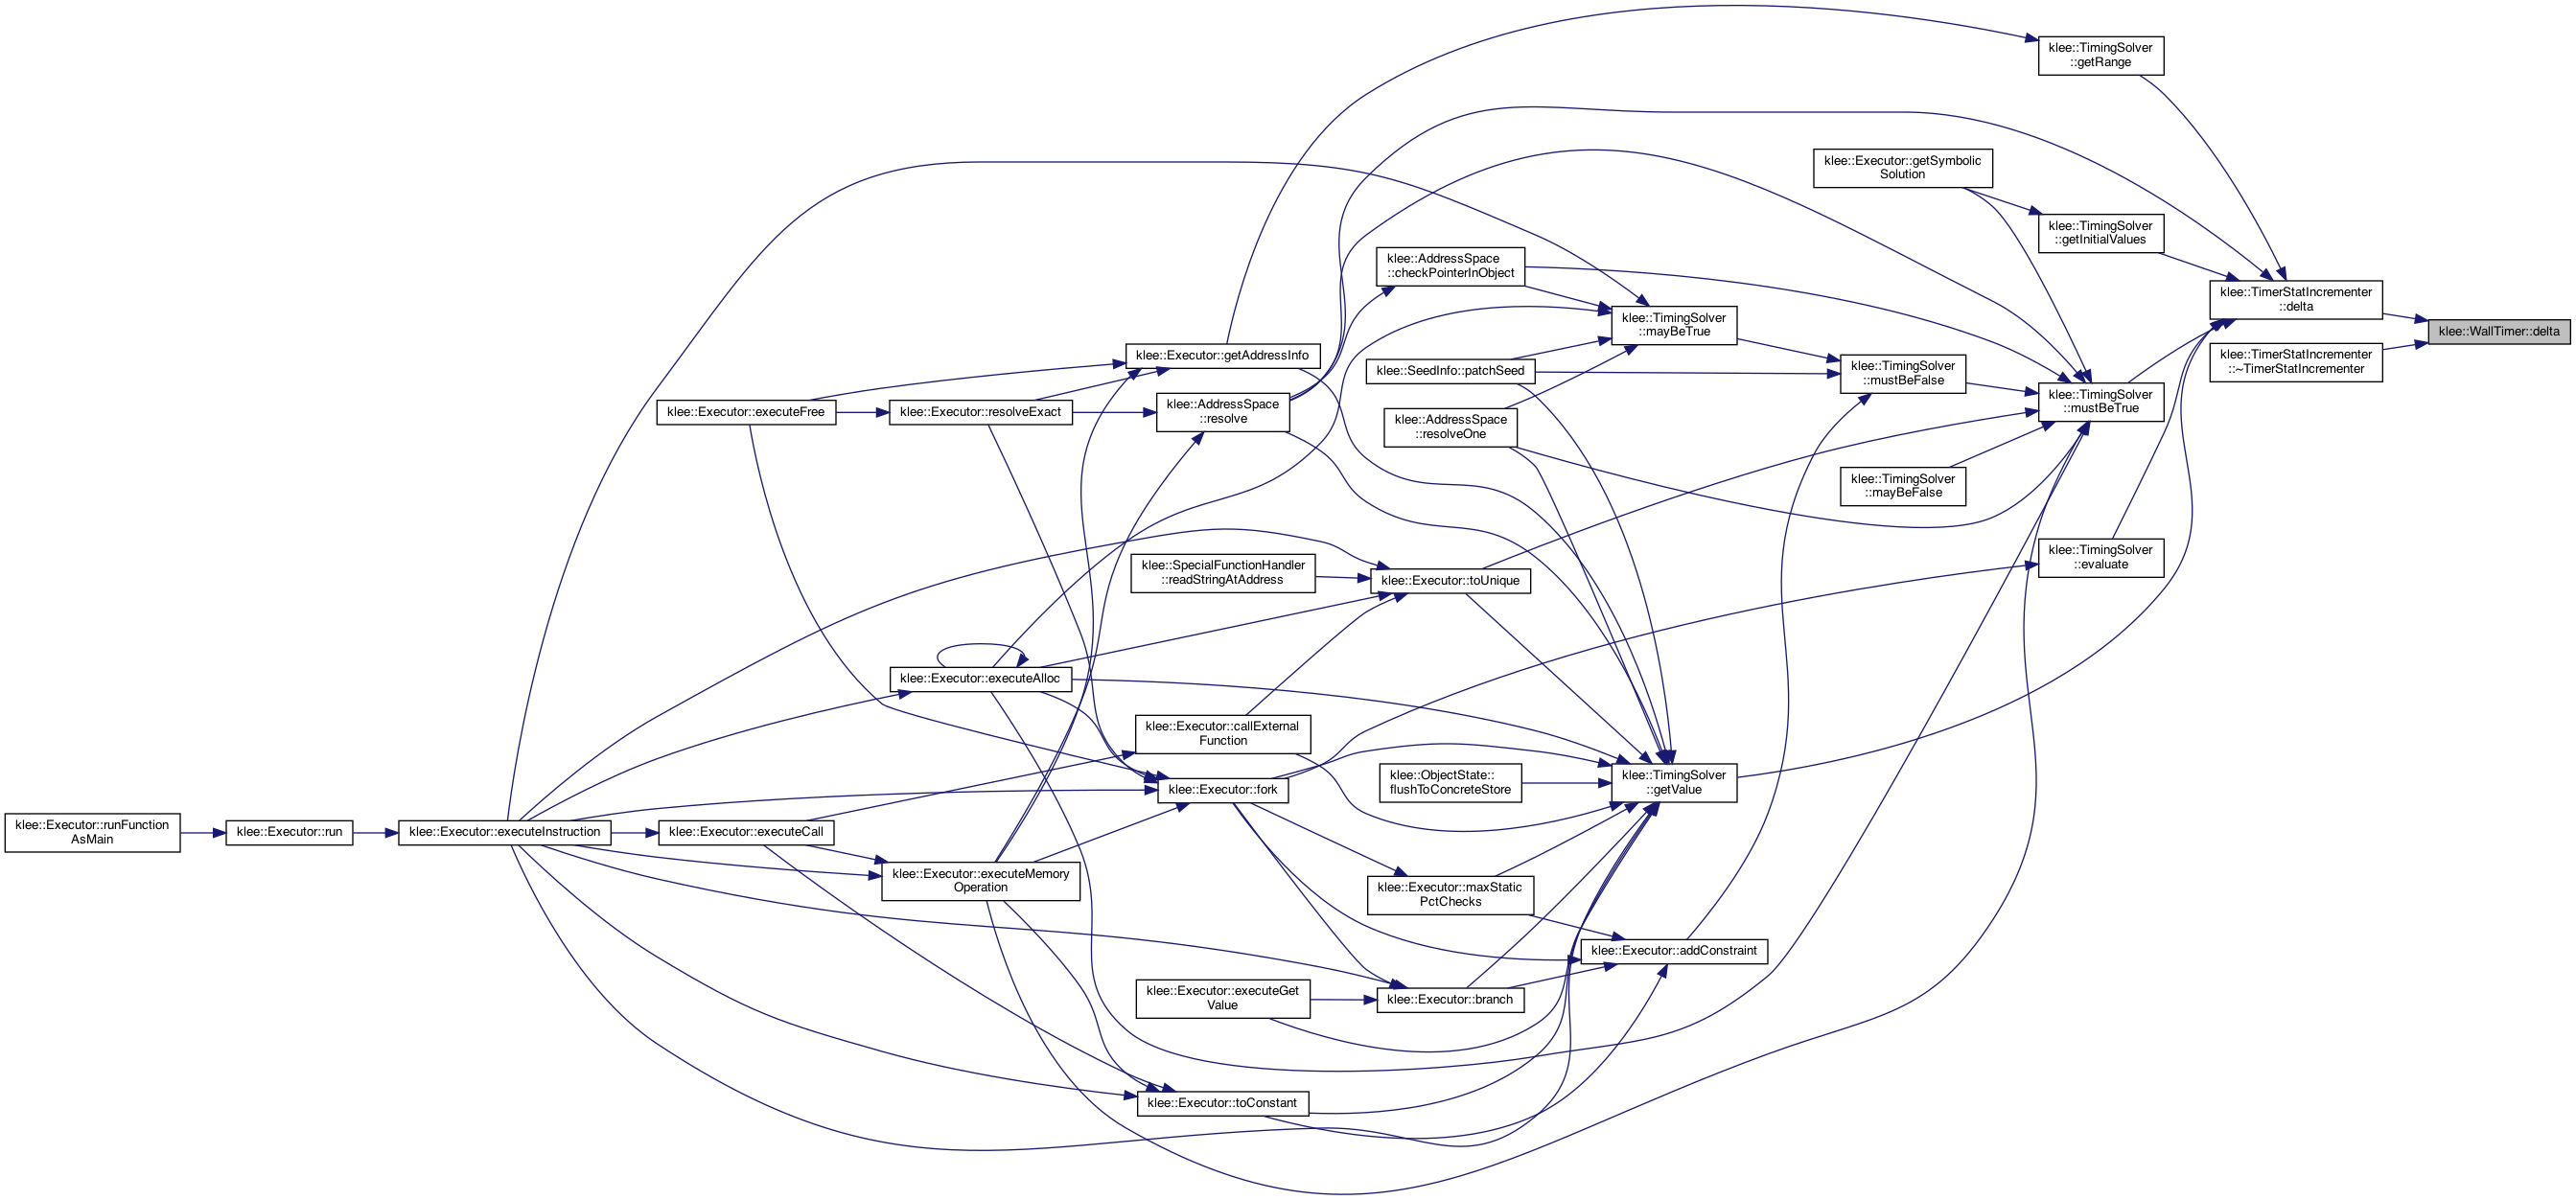 klee::TimingSolver
::getRange
klee::Executor::getSymbolic
Solution
klee::TimingSolver
::getInitialValues
klee::AddressSpace
::checkPointerInObject
klee::TimerStatIncrementer
::delta
klee::WallTimer::delta
klee::TimingSolver
::mayBeTrue
klee::Executor::getAddressInfo
klee::TimerStatIncrementer
::~TimerStatIncrementer
klee::SeedInfo::patchSeed
klee::TimingSolver
::mustBeFalse
klee::TimingSolver
::mustBeTrue
klee::Executor::executeFree
klee::Executor::resolveExact
klee::AddressSpace
::resolve
klee::AddressSpace
::resolveOne
klee::TimingSolver
::mayBeFalse
klee::TimingSolver
::evaluate
klee::SpecialFunctionHandler
::readStringAtAddress
klee::Executor::toUnique
klee::Executor::executeAlloc
klee::Executor::callExternal
Function
klee::ObjectState::
flushToConcreteStore
klee::TimingSolver
::getValue
klee::Executor::fork
klee::Executor::runFunction
AsMain
klee::Executor::run
klee::Executor::executeInstruction
klee::Executor::executeCall
klee::Executor::executeMemory
Operation
klee::Executor::maxStatic
PctChecks
klee::Executor::addConstraint
klee::Executor::executeGet
Value
klee::Executor::branch
klee::Executor::toConstant